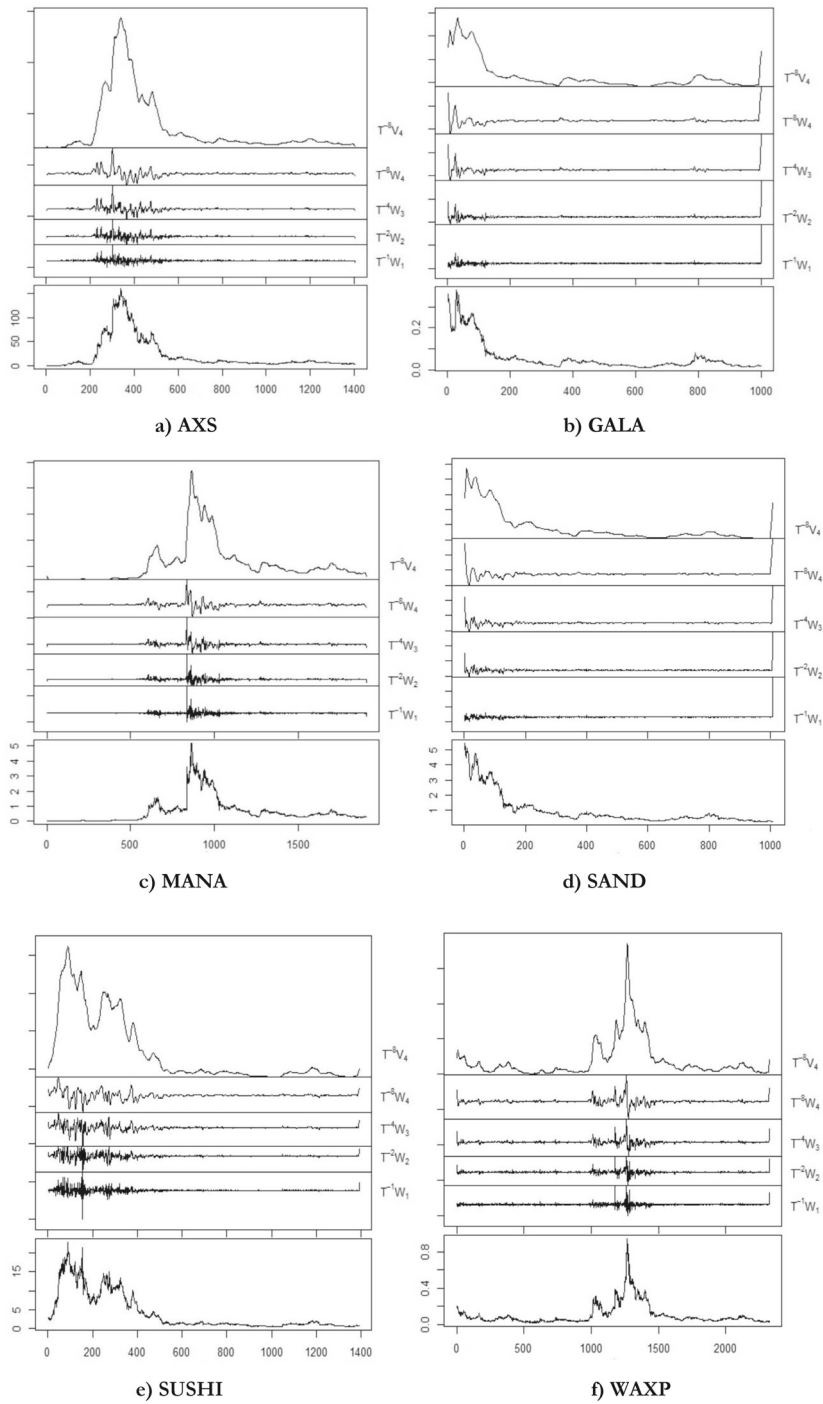 T⁻⁸V₄
T⁻⁸W₄
T⁻⁴W₃
T⁻²W₂
T⁻¹W₁
0 50 100
0 200 400 600 800 1000 1200 1400
a) AXS
T⁻⁸V₄
T⁻⁸W₄
T⁻⁴W₃
T⁻²W₂
T⁻¹W₁
0.0 0.2
0 200 400 600 800 1000
b) GALA
T⁻⁸V₄
T⁻⁸W₄
T⁻⁴W₃
T⁻²W₂
T⁻¹W₁
0 1 2 3 4 5
0 500 1000 1500
c) MANA
T⁻⁸V₄
T⁻⁸W₄
T⁻⁴W₃
T⁻²W₂
T⁻¹W₁
1 2 3 4 5
0 200 400 600 800 1000
d) SAND
T⁻⁸V₄
T⁻⁸W₄
T⁻⁴W₃
T⁻²W₂
T⁻¹W₁
0 5 15
0 200 400 600 800 1000 1200 1400
e) SUSHI
T⁻⁸V₄
T⁻⁸W₄
T⁻⁴W₃
T⁻²W₂
T⁻¹W₁
0.0 0.4 0.8
0 500 1000 1500 2000
f) WAXP